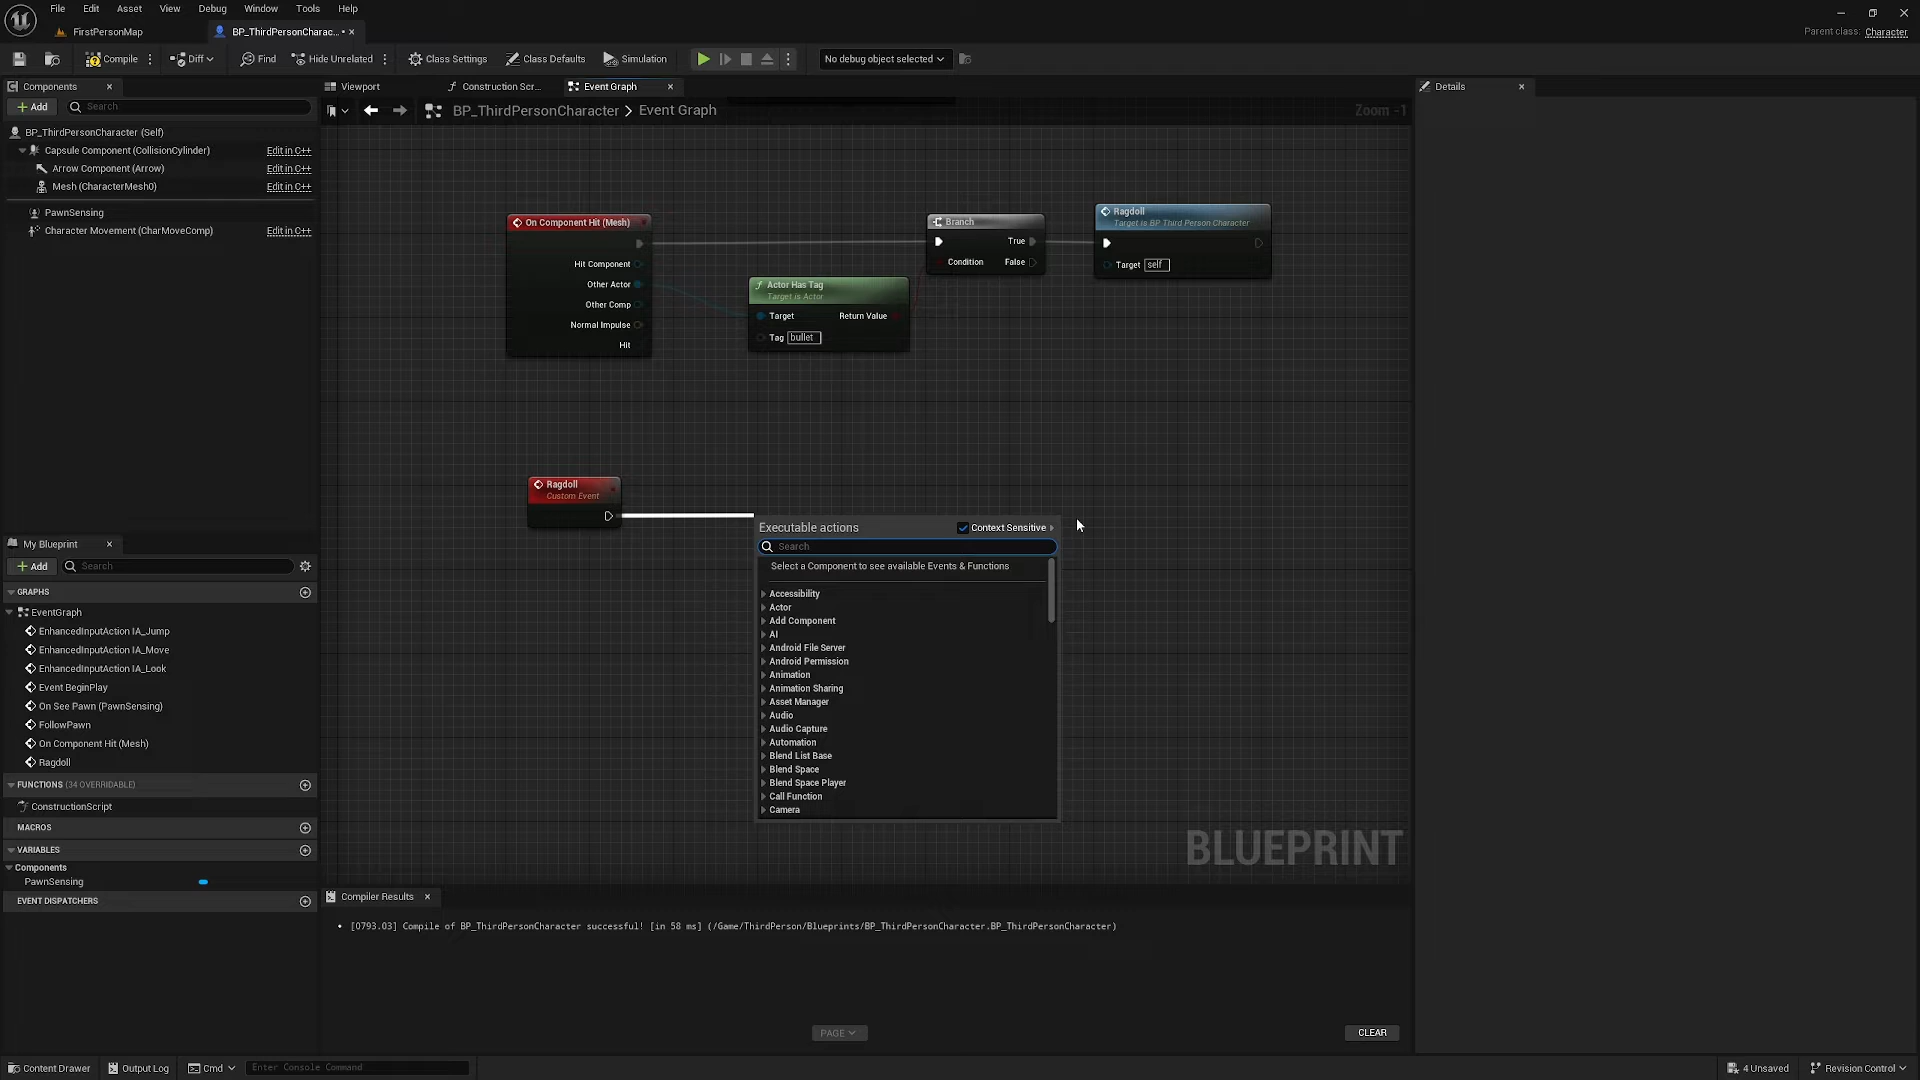 File Edit Asset View Debug Window Tools Help
FirstPersonMap
BP_ThirdPersonCharac...
Parent class: Character
Compile
Diff
Find
Hide Unrelated
Class Settings
Class Defaults
Simulation
No debug object selected
Components
Viewport
Construction Scr...
Event Graph
Details
Add
Search
BP_ThirdPersonCharacter > Event Graph
Zoom -1
BP_ThirdPersonCharacter (Self)
Capsule Component (CollisionCylinder) Edit in C++
Arrow Component (Arrow) Edit in C++
Mesh (CharacterMesh0) Edit in C++
PawnSensing
Character Movement (CharMoveComp) Edit in C++
On Component Hit (Mesh)
Hit Component
Other Actor
Other Comp
Normal Impulse
Hit
Actor Has Tag
Target is Actor
Target Return Value
Tag bullet
Branch
True
Condition False
Ragdoll
Target is BP Third Person Character
Target self
Ragdoll
Custom Event
Executable actions Context Sensitive
Search
Select a Component to see available Events & Functions
Accessibility
Actor
Add Component
AI
Android File Server
Android Permission
Animation
Animation Sharing
Asset Manager
Audio
Audio Capture
Automation
Blend List Base
Blend Space
Blend Space Player
Call Function
Camera
BLUEPRINT
My Blueprint
Add
Search
GRAPHS
EventGraph
EnhancedInputAction IA_Jump
EnhancedInputAction IA_Move
EnhancedInputAction IA_Look
Event BeginPlay
On See Pawn (PawnSensing)
FollowPawn
On Component Hit (Mesh)
Ragdoll
FUNCTIONS (34 OVERRIDABLE)
ConstructionScript
MACROS
VARIABLES
Components
PawnSensing
EVENT DISPATCHERS
Compiler Results
• [0793.03] Compile of BP_ThirdPersonCharacter successful! [in 58 ms] (/Game/ThirdPerson/Blueprints/BP_ThirdPersonCharacter.BP_ThirdPersonCharacter)
PAGE
CLEAR
Content Drawer
Output Log
Cmd
Enter Console Command
4 Unsaved
Revision Control